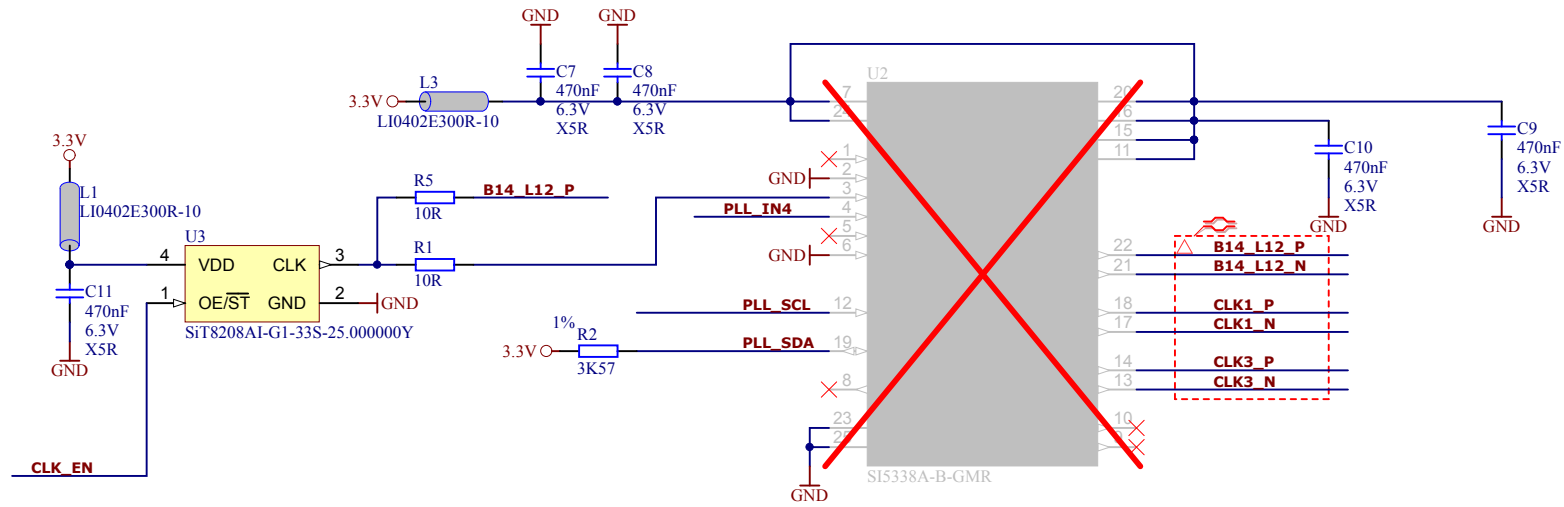 GND
GND
U2
L3
C7
C8
470nF
470nF
6.3V
6.3V
X5R
X5R
3.3V
LI0402E300R-10
7
24
20
16
15
11
C9
470nF
6.3V
X5R
GND
C10
470nF
6.3V
X5R
GND
3.3V
L1
LI0402E300R-10
R5
10R
B14_L12_P
1
GND
2
3
PLL_IN4
4
5
GND
6
U3
4
VDD
CLK
3
R1
10R
1
OE/ST
GND
2
GND
SiT8208AI-G1-33S-25.000000Y
C11
470nF
6.3V
X5R
GND
22
B14_L12_P
21
B14_L12_N
PLL_SCL
12
18
CLK1_P
17
CLK1_N
1%
R2
3.3V
3K57
PLL_SDA
19
14
CLK3_P
13
CLK3_N
8
23
10
CLK_EN
SI5338A-B-GMR
GND